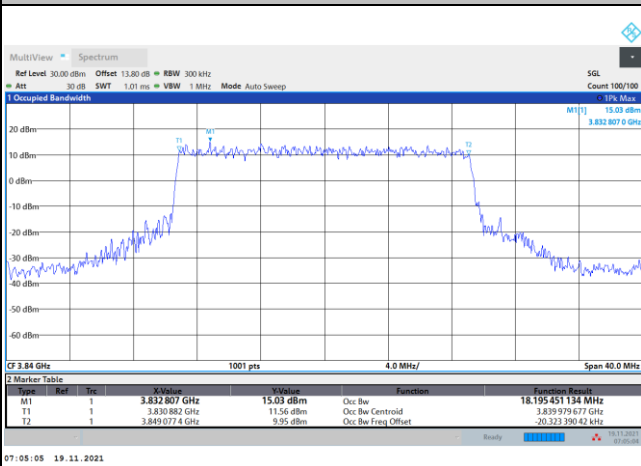 MultiView Spectrum
Ref Level 30.00 dBm Offset 13.80 dB RBW 300 kHz SGL
Att 30 dB SWT 1.01 ms VBW 1 MHz Mode Auto Sweep Count 100/100
1 Occupied Bandwidth 1Pk Max
M1[1] 15.03 dBm
3.832 807 0 GHz
20 dBm
T1 M1 T2
10 dBm
0 dBm
-10 dBm
-20 dBm
-30 dBm
-40 dBm
-50 dBm
-60 dBm
CF 3.84 GHz 1001 pts 4.0 MHz/ Span 40.0 MHz
2 Marker Table
Type Ref Trc X-Value Y-Value Function Function Result
M1 1 3.832 807 GHz 15.03 dBm Occ Bw 18.195 451 134 MHz
T1 1 3.830 882 GHz 11.56 dBm Occ Bw Centroid 3.839 979 677 GHz
T2 1 3.849 077 4 GHz 9.95 dBm Occ Bw Freq Offset -20.323 390 42 kHz
Ready 19.11.2021
07:05:04
07:05:05 19.11.2021